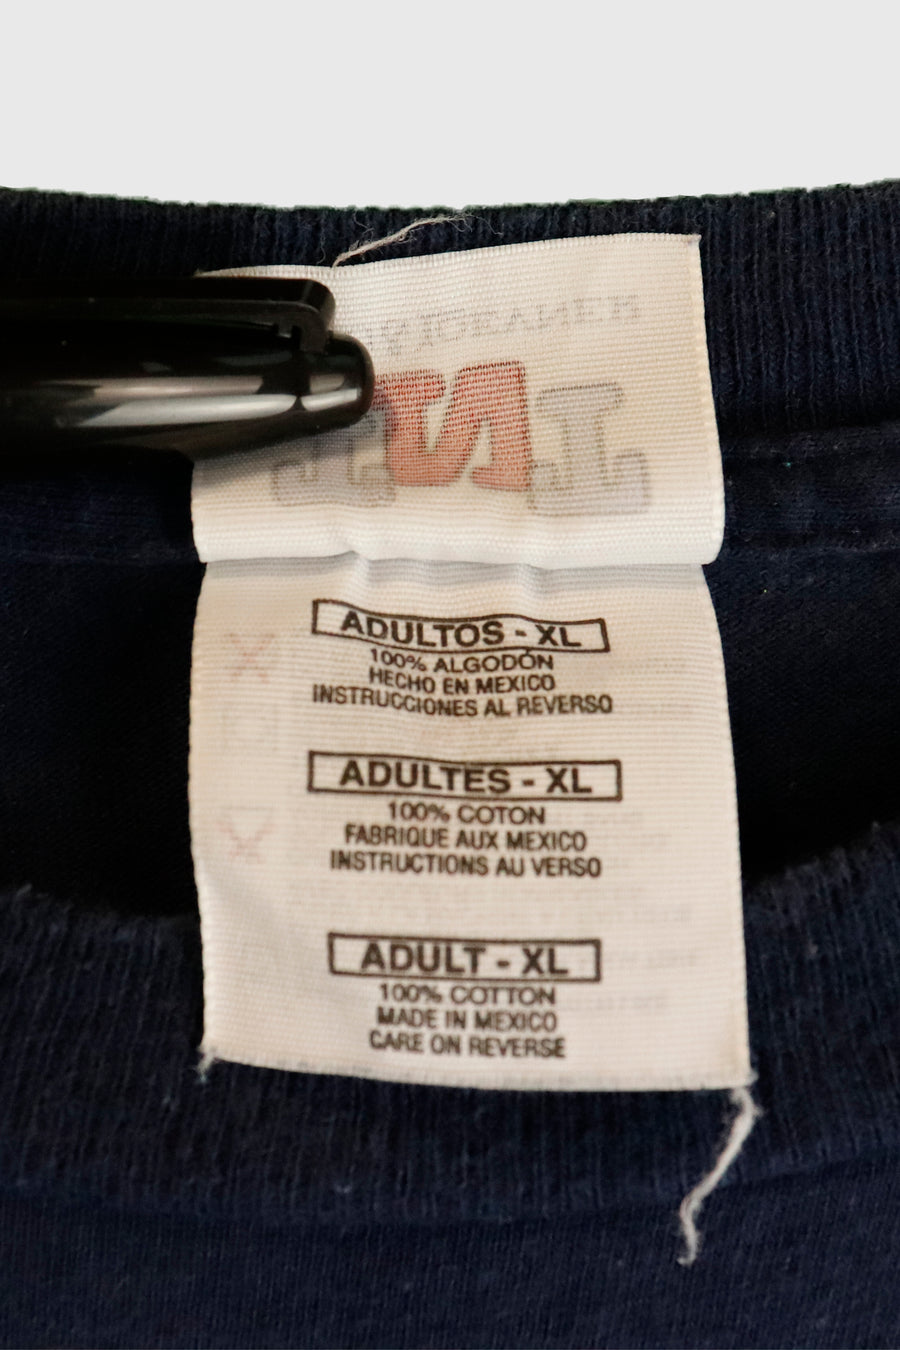 ADULTOS - XL
100% ALGODÓN
HECHO EN MEXICO
INSTRUCCIONES AL REVERSO
ADULTES - XL
100% COTON
FABRIQUE AUX MEXICO
INSTRUCTIONS AU VERSO
ADULT - XL
100% COTTON
MADE IN MEXICO
CARE ON REVERSE